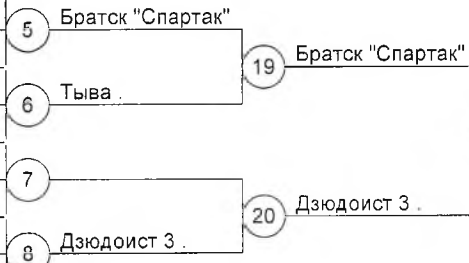 5 Братск "Спартак"
19 Братск "Спартак"
6 Тыва
7
20 Дзюдоист 3
8 Дзюдоист 3